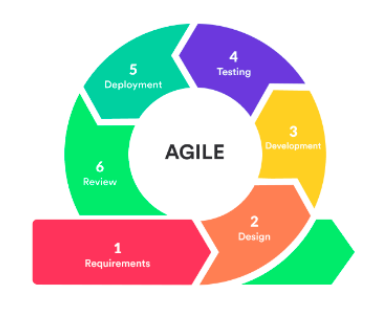 AGILE
1
Requirements
2
Design
3
Development
4
Testing
5
Deployment
6
Review